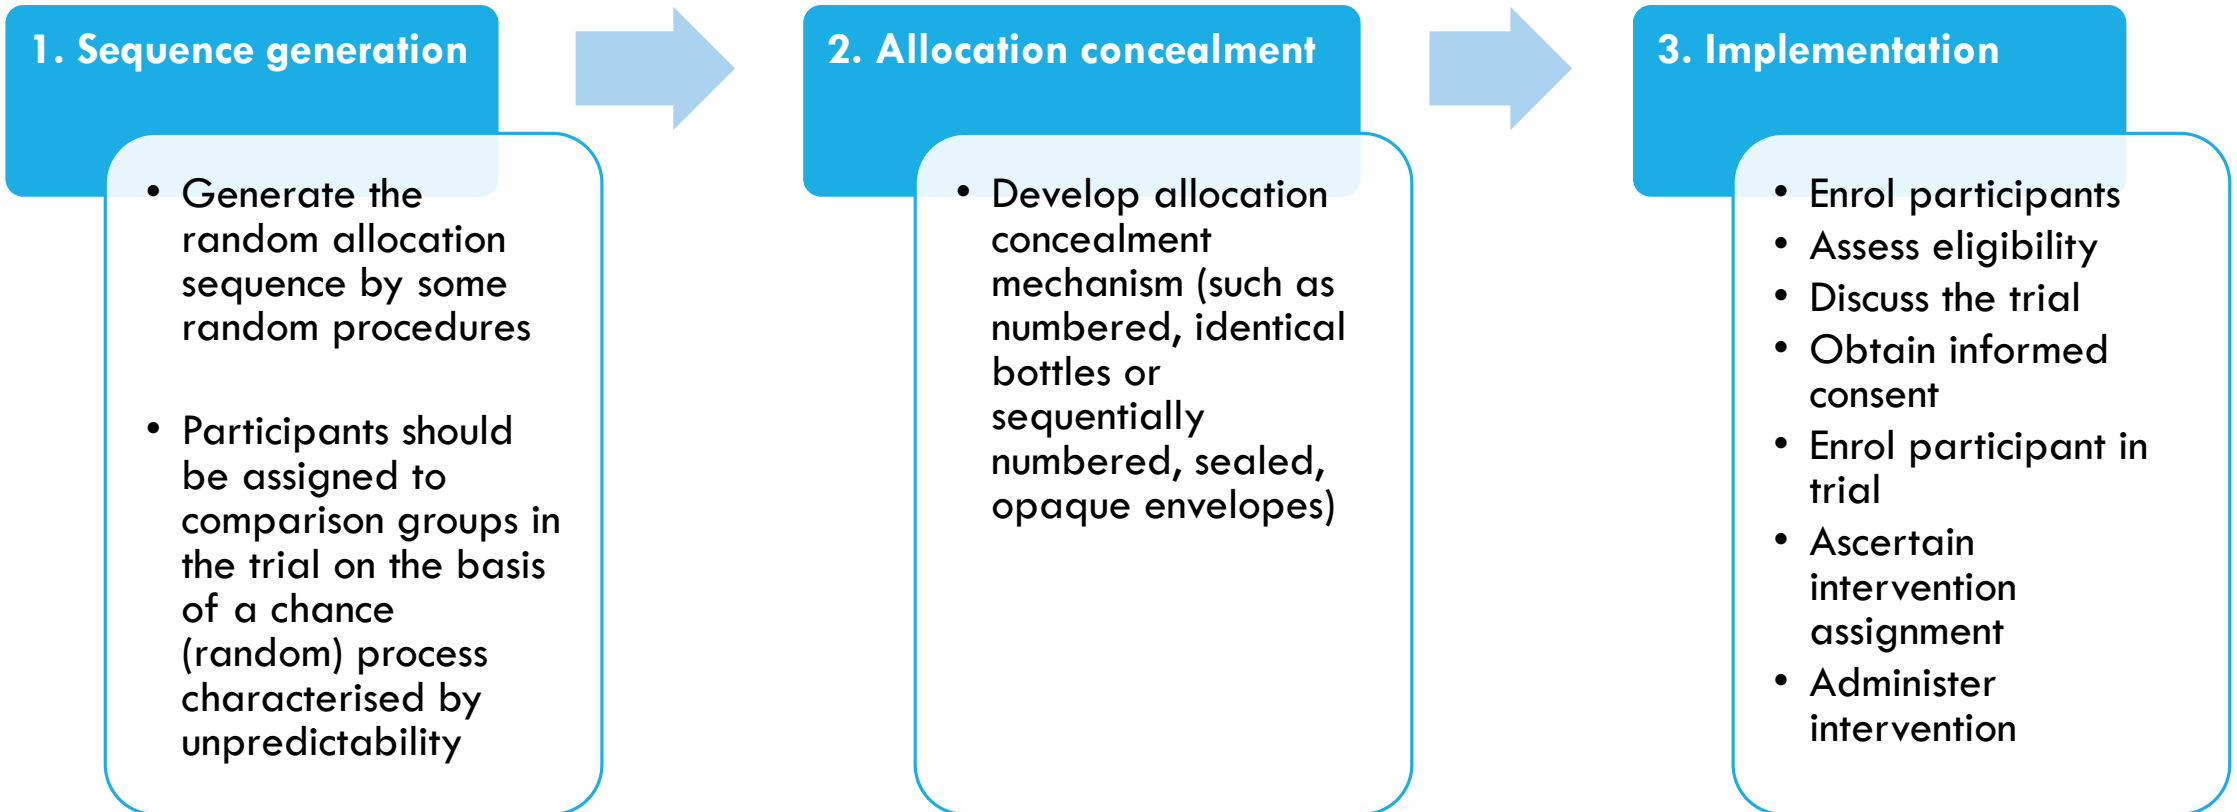 1. Sequence generation
• Generate the
random allocation
sequence by some
random procedures
• Participants should
be assigned to
comparison groups in
the trial on the basis
of a chance
(random) process
characterised by
unpredictability
2. Allocation concealment
• Develop allocation
concealment
mechanism (such as
numbered, identical
bottles or
sequentially
numbered, sealed,
opaque envelopes)
3. Implementation
• Enrol participants
• Assess eligibility
• Discuss the trial
• Obtain informed
consent
• Enrol participant in
trial
• Ascertain
intervention
assignment
• Administer
intervention